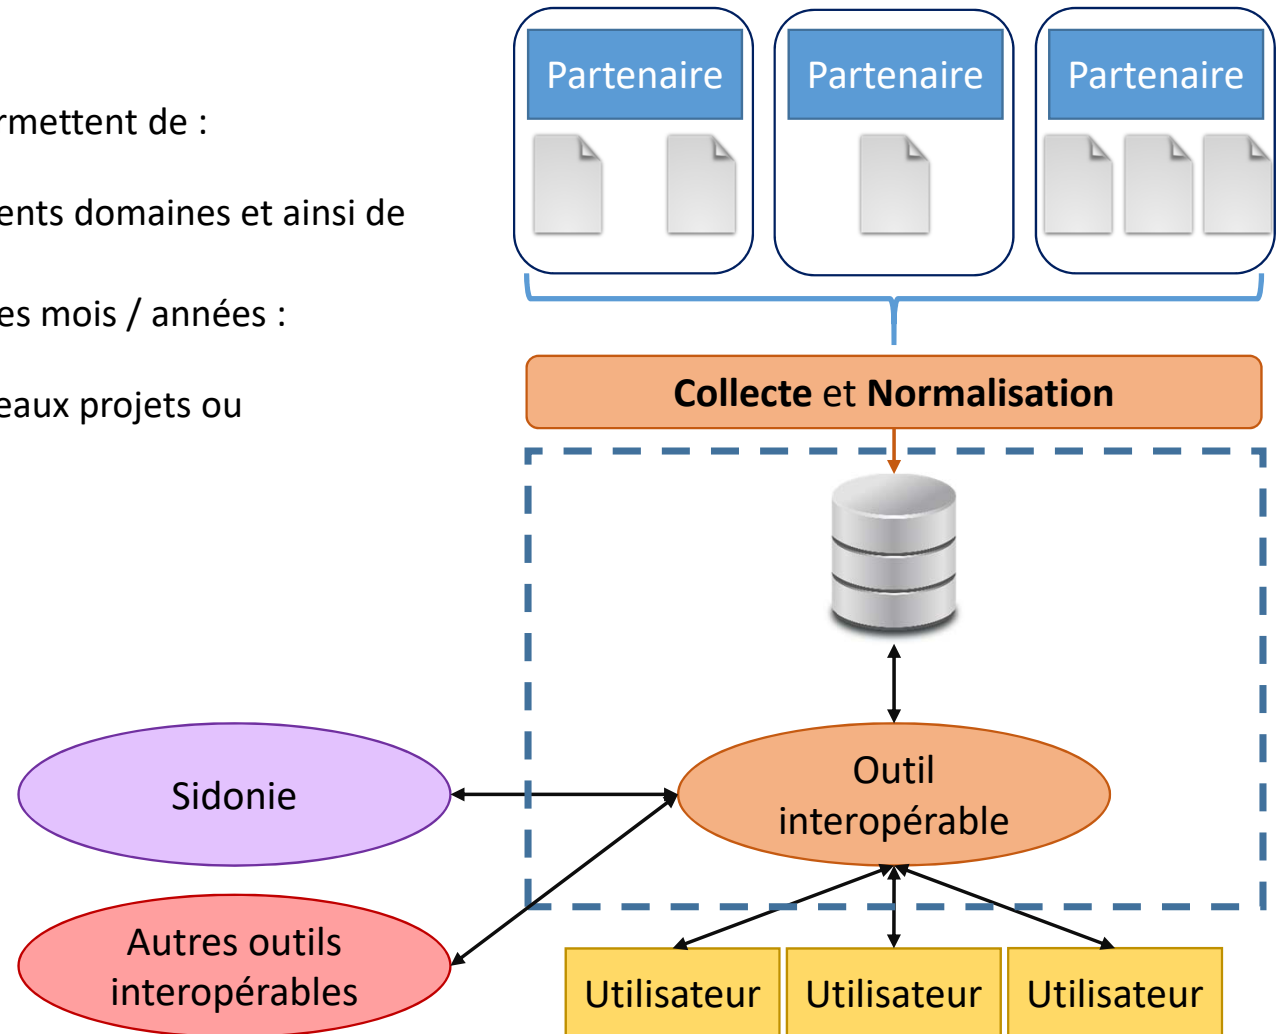 rmettent de :
ents domaines et ainsi de
es mois / années :
eaux projets ou
Partenaire
Partenaire
Partenaire
Collecte et Normalisation
Sidonie
Outil
interopérable
Autres outils
interopérables
Utilisateur
Utilisateur
Utilisateur